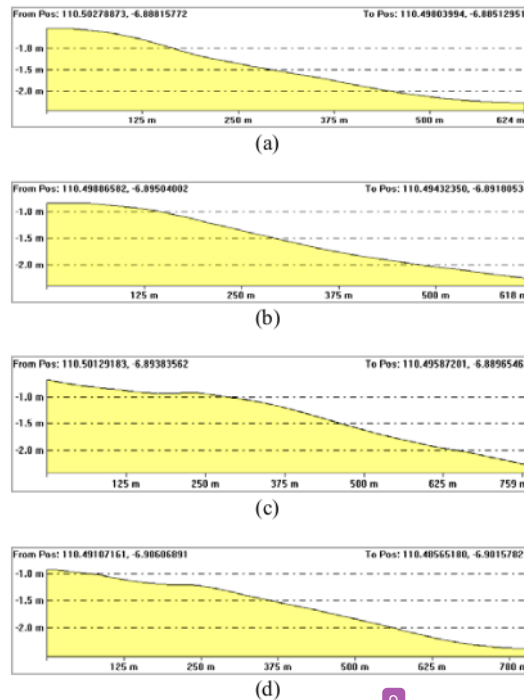 From Pos: 110.50278873, -6.88815772 To Pos: 110.49803994, -6.88512951
-1.0 m
-1.5 m
-2.0 m
125 m 250 m 375 m 500 m 624 m
(a)
From Pos: 110.49886582, -6.89504002 To Pos: 110.49432350, -6.8918053
-1.0 m
-1.5 m
-2.0 m
125 m 250 m 375 m 500 m 618 m
(b)
From Pos: 110.50129183, -6.89383562 To Pos: 110.49587281, -6.8896546
-1.0 m
-1.5 m
-2.0 m
125 m 250 m 375 m 500 m 625 m 759 m
(c)
From Pos: 110.49107161, -6.90606891 To Pos: 110.48565180, -6.9015782
-1.0 m
-1.5 m
-2.0 m
125 m 250 m 375 m 500 m 625 m 780 m
(d)